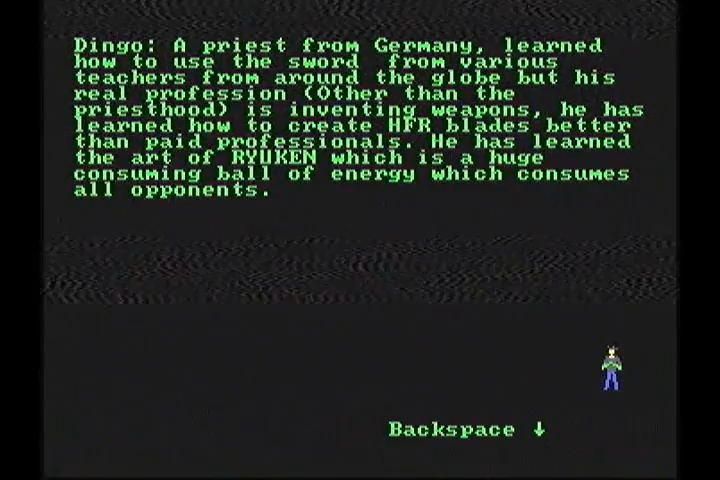 Dingo: A priest from Germany, learned
how to use the sword  from various
teachers from around the globe but his
real profession (Other than the
priesthood) is inventing weapons, he has
learned how to create HFR blades better
than paid professionals. He has learned
the art of RYUKEN which is a huge
consuming ball of energy which consumes
all opponents.
Backspace ↓